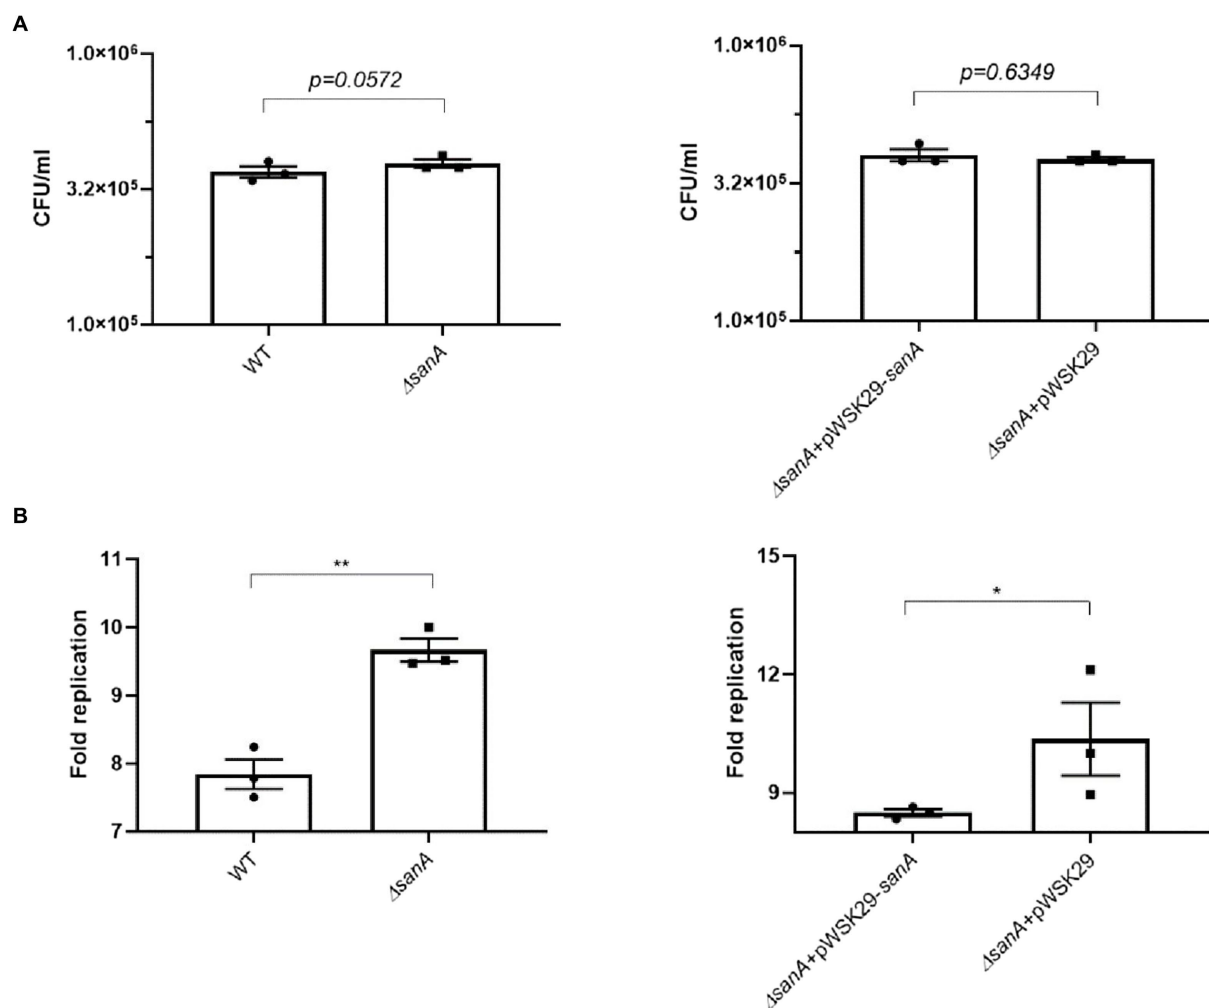 A
1.0×10⁶
3.2×10⁵
1.0×10⁵
CFU/ml
p=0.0572
WT
ΔsanA
1.0×10⁶
3.2×10⁵
1.0×10⁵
CFU/ml
p=0.6349
ΔsanA+pWSK29-sanA
ΔsanA+pWSK29
B
11
10
9
8
7
Fold replication
**
WT
ΔsanA
15
12
9
Fold replication
*
ΔsanA+pWSK29-sanA
ΔsanA+pWSK29